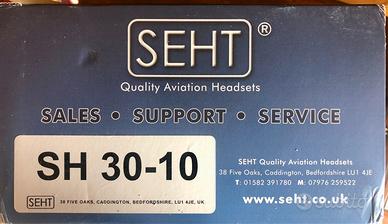 SEHT®
Quality Aviation Headsets
SALES • SUPPORT • SERVICE
SH 30-10
SEHT 38 FIVE OAKS, CADDINGTON, BEDFORDSHIRE, LU1 4JE, UK
SEHT Quality Aviation Headsets
38 Five Oaks, Caddington, Bedfordshire LU1 4JE
T: 01582 391780 M: 07976 259522
www.seht.co.uk